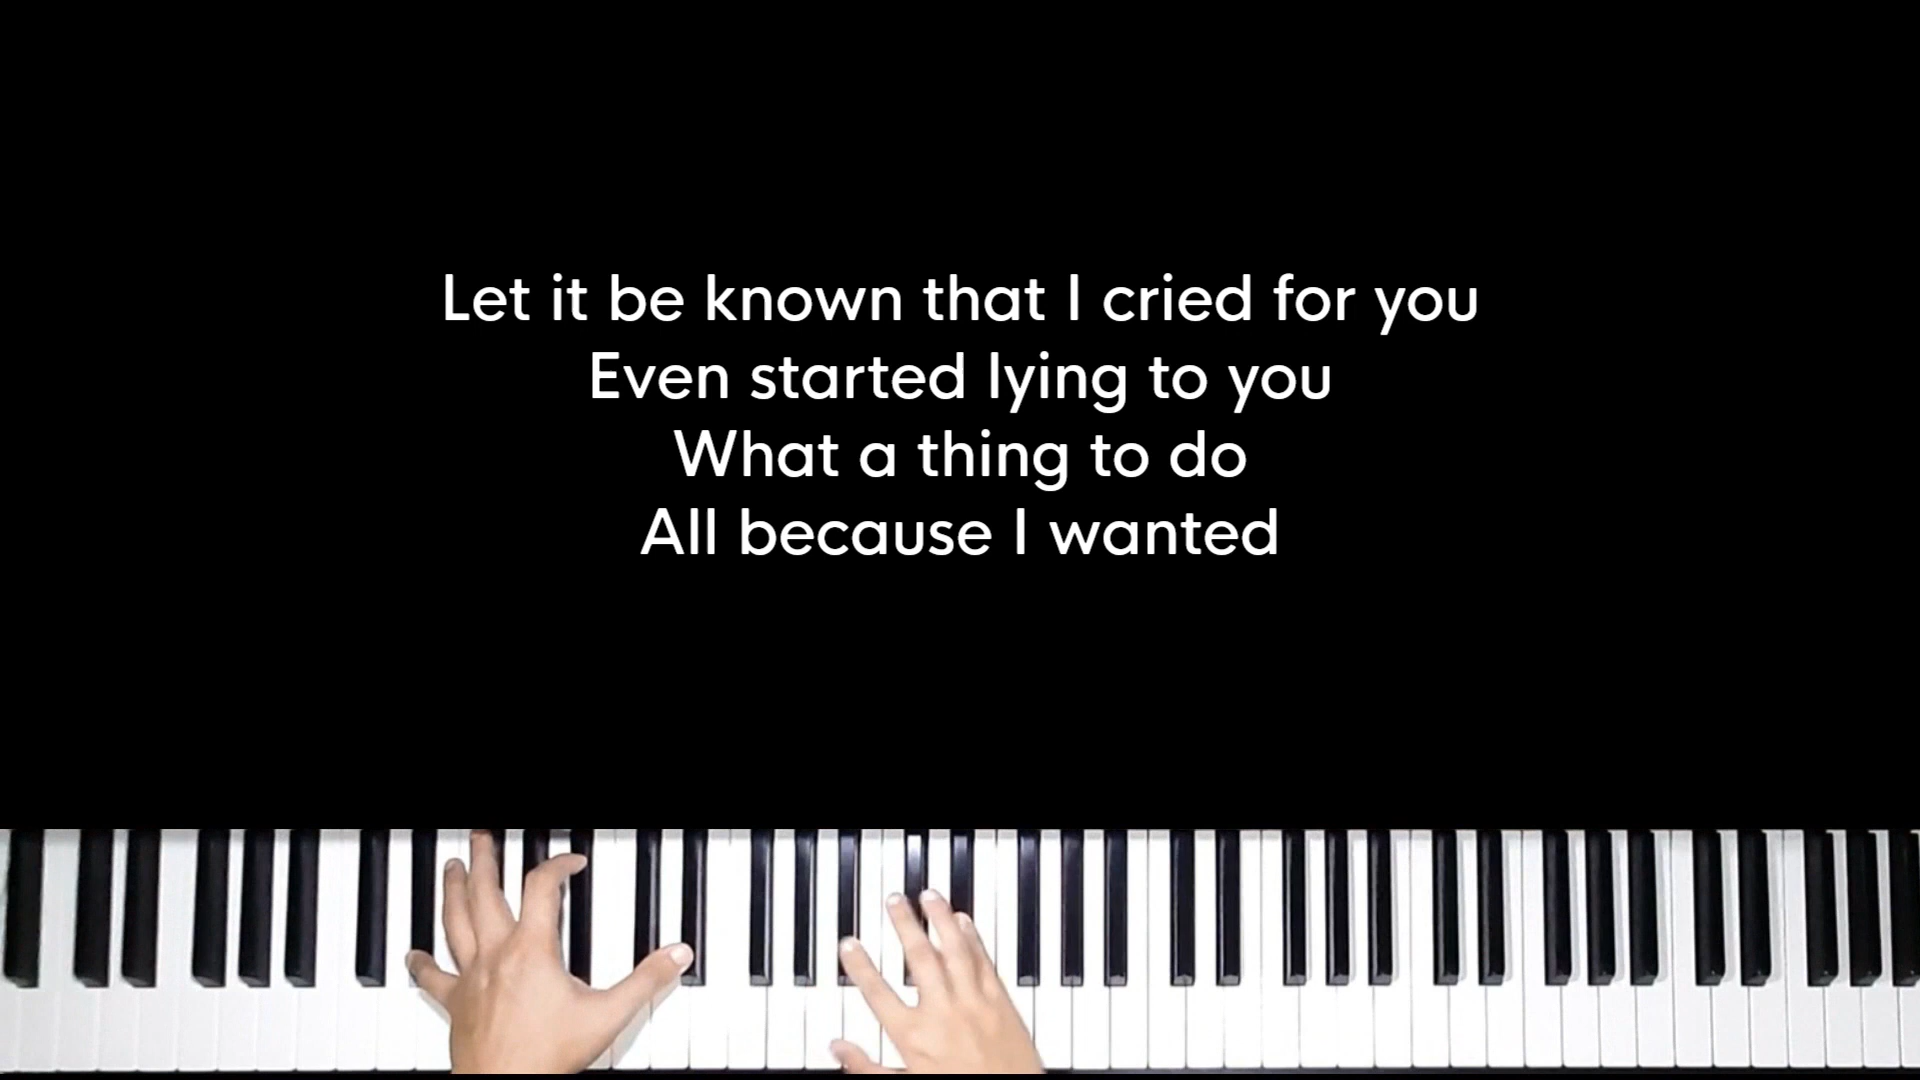 Let it be known that I cried for you
Even started lying to you
What a thing to do
All because I wanted